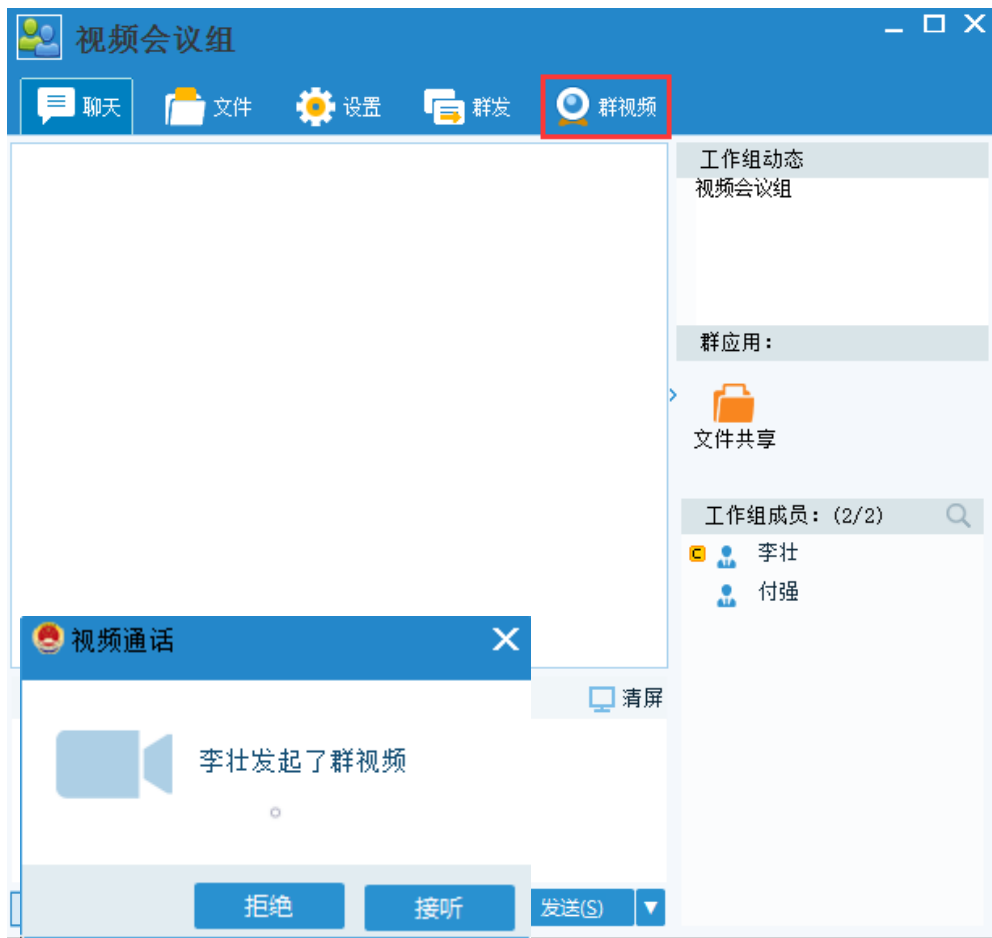 视频会议组
聊天
文件
设置
群发
群视频
工作组动态
视频会议组
群应用：
文件共享
工作组成员：(2/2)
C 李壮
付强
清屏
视频通话
李壮发起了群视频
拒绝
接听
发送(S)